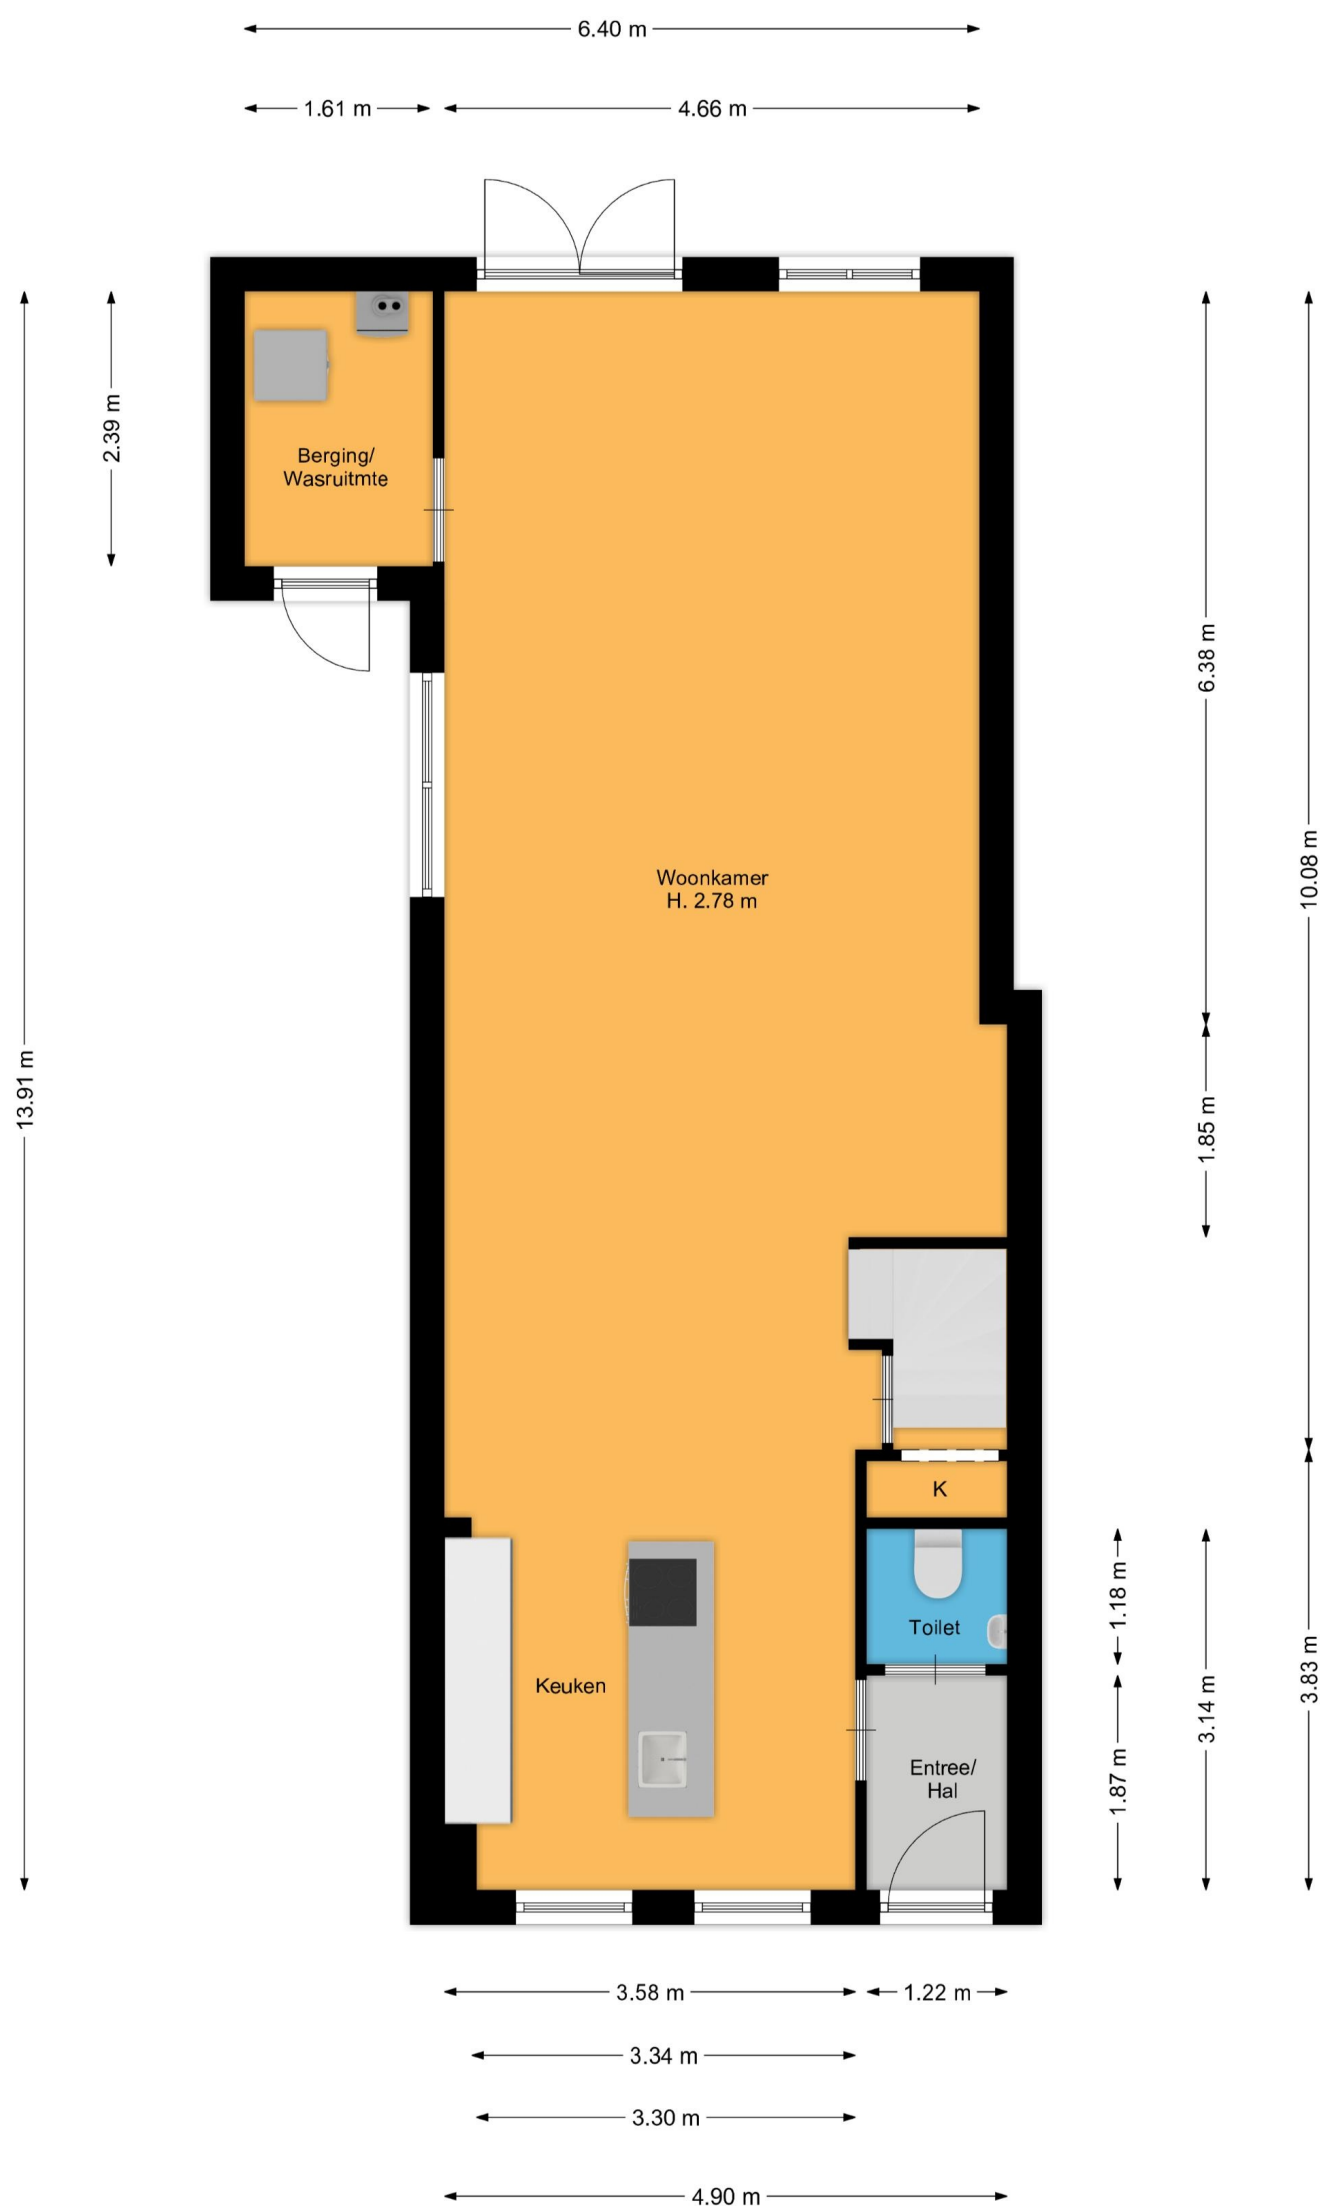 6.40 m
1.61 m
4.66 m
2.39 m
Berging/
Wasruitmte
6.38 m
10.08 m
Woonkamer
H. 2.78 m
13.91 m
1.85 m
K
1.18 m
Toilet
3.83 m
Keuken
3.14 m
Entree/
Hal
1.87 m
3.58 m
1.22 m
3.34 m
3.30 m
4.90 m